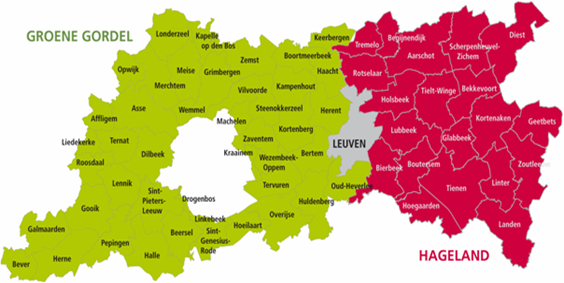 GROENE GORDEL
Londerzeel
Kapelle
op den Bos
Keerbergen
Zemst
Boortmeerbeek
Opwijk
Meise
Grimbergen
Haacht
Merchtem
Vilvoorde
Kampenhout
Asse
Wemmel
Steenokkerzeel
Herent
Affligem
Machelen
Kortenberg
Liedekerke
Ternat
Zaventem
LEUVEN
Roosdaal
Dilbeek
Kraainem
Wezembeek-
Oppem
Bertem
Lennik
Sint-
Pieters-
Leeuw
Tervuren
Oud-Heverlee
Drogenbos
Huldenberg
Gooik
Linkebeek
Overijse
Galmaarden
Beersel
Sint-
Genesius-
Rode
Hoeilaart
Pepingen
Bever
Herne
Halle
Tremelo
Begijnendijk
Diest
Aarschot
Scherpenheuvel-
Zichem
Rotselaar
Holsbeek
Tielt-Winge
Bekkevoort
Lubbeek
Glabbeek
Kortenaken
Geetbets
Bierbeek
Boutersem
Zoutleeuw
Tienen
Linter
Hoegaarden
Landen
HAGELAND